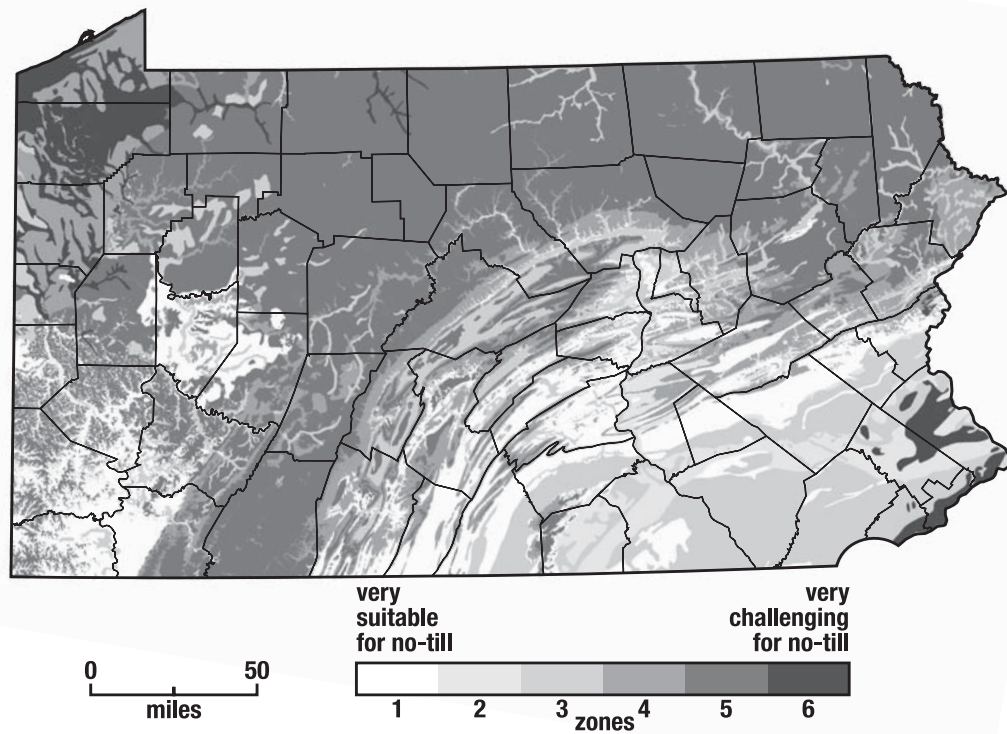 very
suitable
for no-till
very
challenging
for no-till
0 50
miles
1 2 3 4 5 6
zones